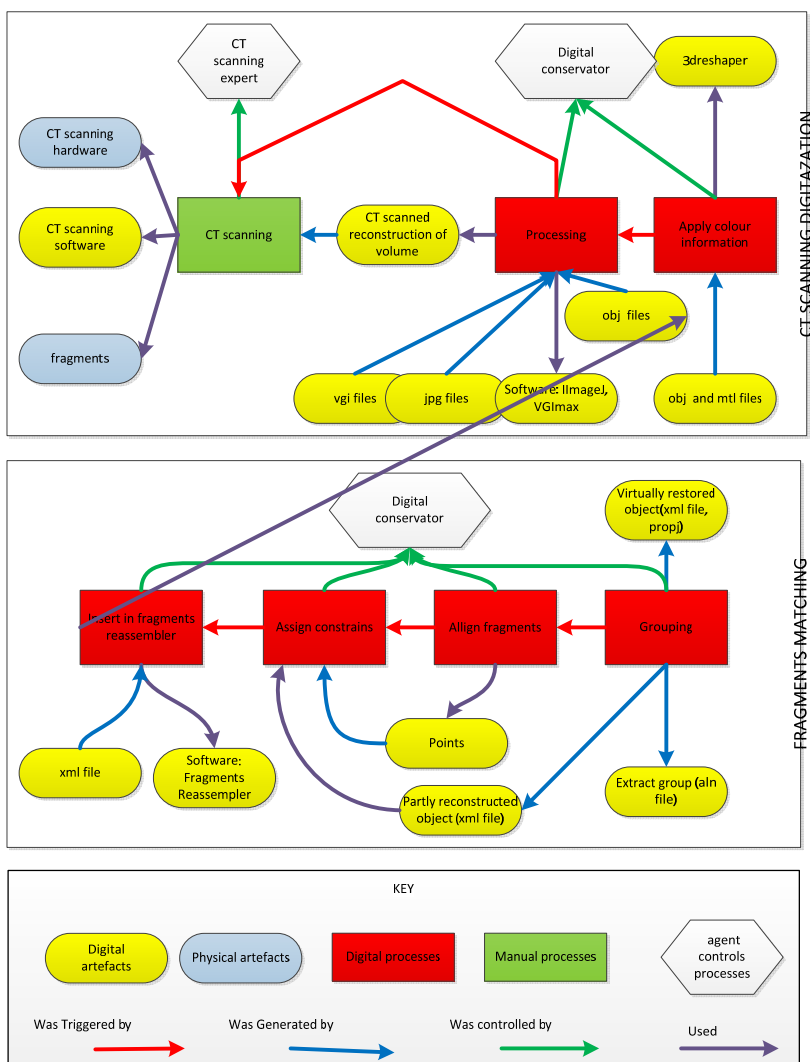 CT
scanning
expert
Digital
conservator
3dreshaper
CT scanning
hardware
CT scanning
software
fragments
CT scanning
CT scanned
reconstruction of
volume
Processing
Apply colour
information
obj files
vgi files
jpg files
Software: IImageJ,
VGImax
obj and mtl files
CT SCANNING DIGITAZATION
Digital
conservator
Virtually restored
object(xml file,
propj)
Insert in fragments
reassembler
Assign constrains
Allign fragments
Grouping
Points
xml file
Software:
Fragments
Reassempler
Partly reconstructed
object (xml file)
Extract group (aln
file)
FRAGMENTS MATCHING
KEY
Digital
artefacts
Physical artefacts
Digital processes
Manual processes
agent
controls
processes
Was Triggered by
Was Generated by
Was controlled by
Used